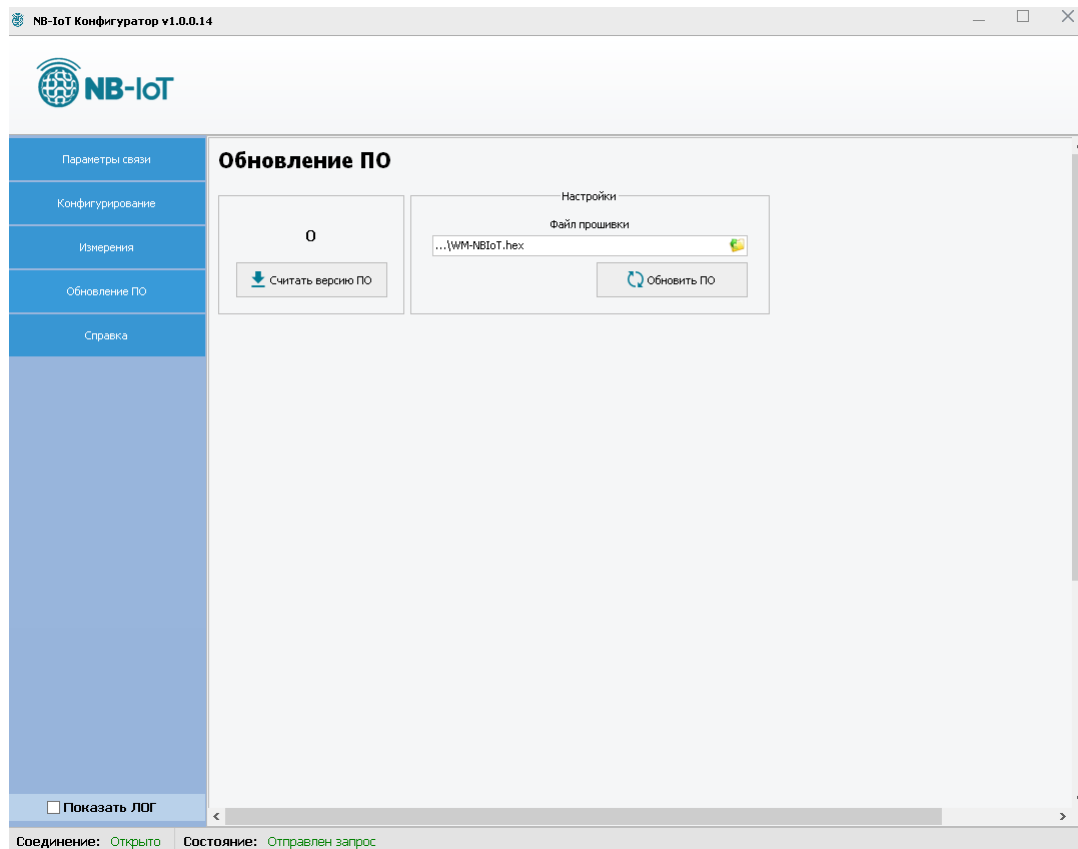 NB-IoT Конфигуратор v1.0.0.14
NB-IoT
Параметры связи
Конфигурирование
Измерения
Обновление ПО
Справка
Обновление ПО
0
Считать версию ПО
Настройки
Файл прошивки
...\WM-NBIoT.hex
Обновить ПО
Показать ЛОГ
Соединение: Открыто Состояние: Отправлен запрос